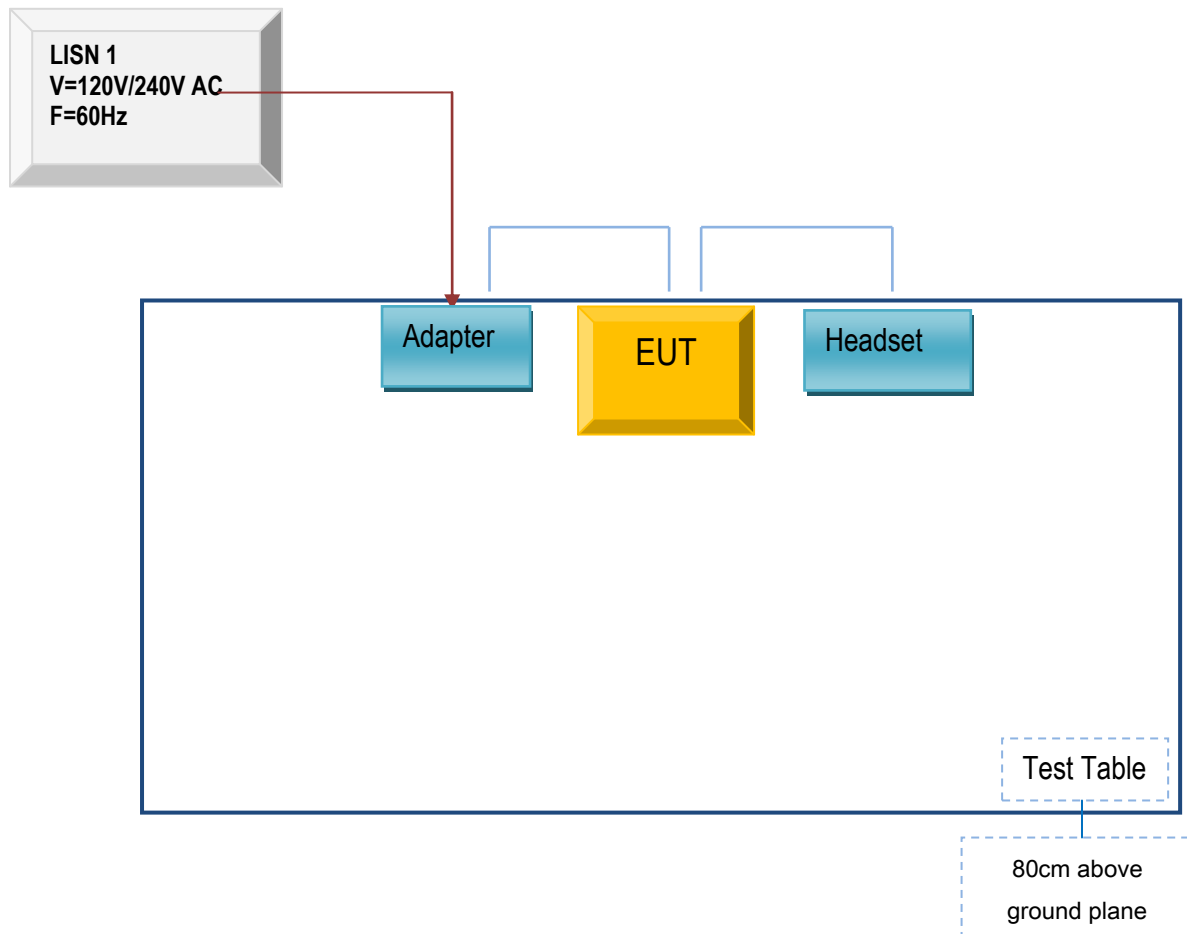 LISN 1
V=120V/240V AC
F=60Hz
Adapter
EUT
Headset
Test Table
80cm above
ground plane